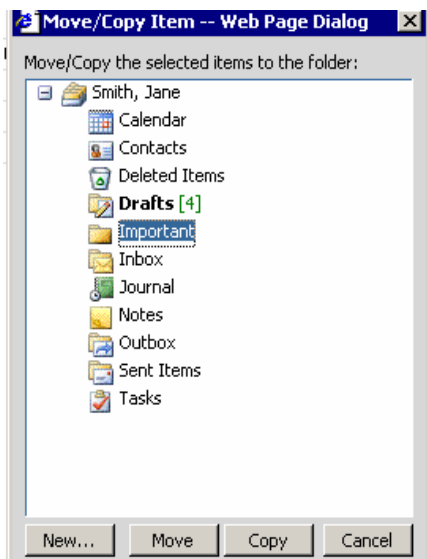 Move/Copy Item -- Web Page Dialog
Move/Copy the selected items to the folder:
Smith, Jane
Calendar
Contacts
Deleted Items
Drafts [4]
Important
Inbox
Journal
Notes
Outbox
Sent Items
Tasks
New... Move Copy Cancel